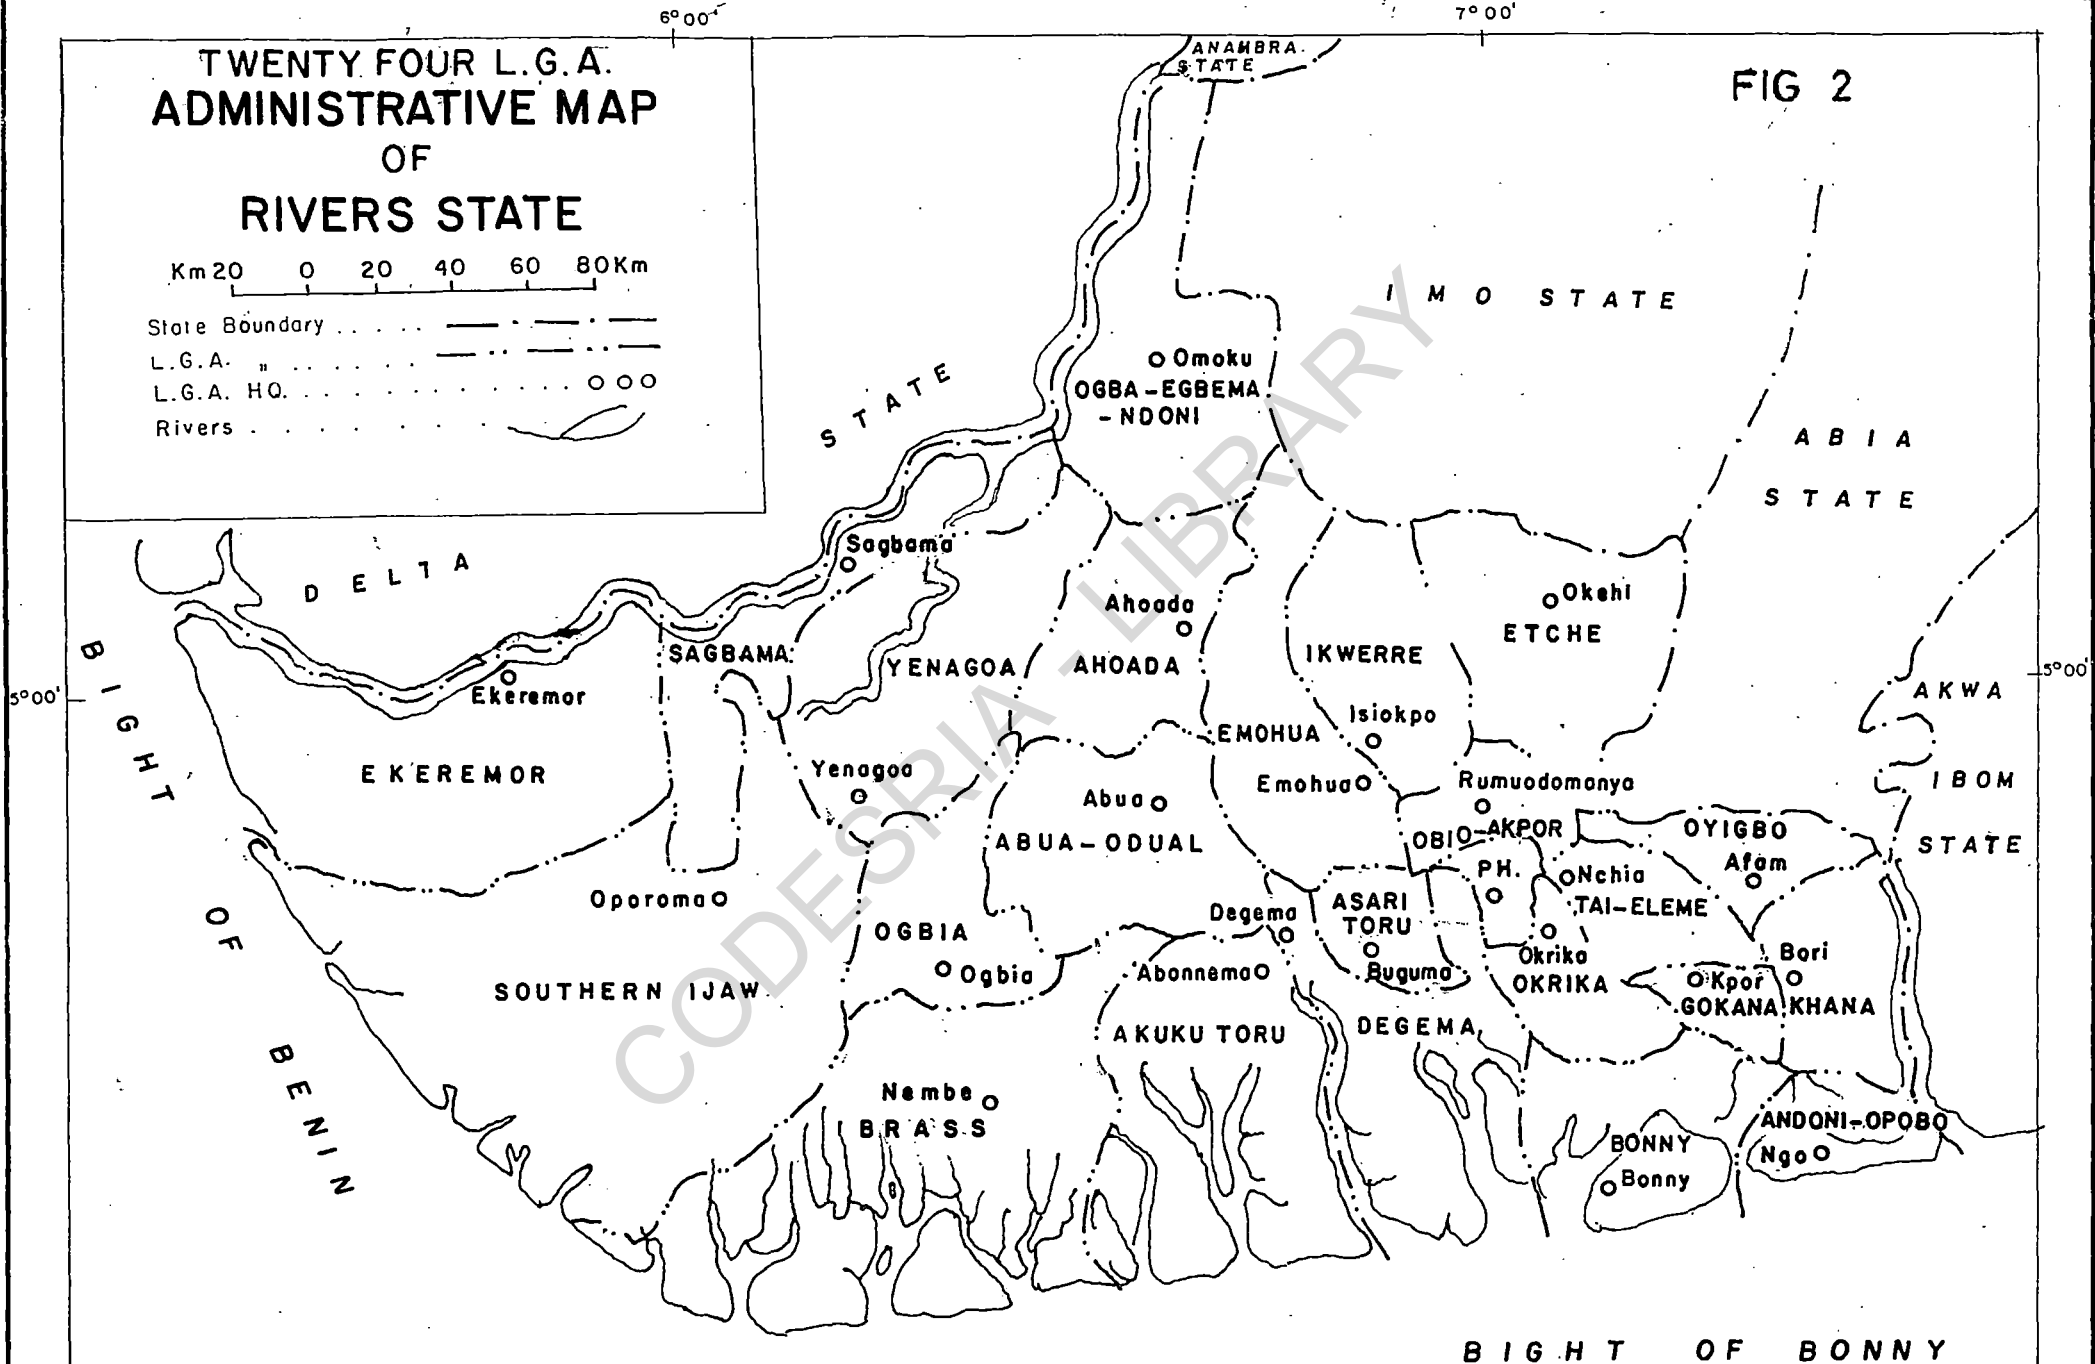 6° 00'
7° 00'
TWENTY FOUR L.G.A.
ADMINISTRATIVE MAP
OF
RIVERS STATE
Km 20 0 20 40 60 80 Km
State Boundary . . . . .
L.G.A. " . . . . . .
L.G.A. HQ. . . . . . . . . . . .
Rivers . . . . . . . .
FIG 2
ANAMBRA.
STATE
IMO STATE
Omoku
OGBA-EGBEMA
-NDONI
ABIA
STATE
DELTA STATE
Sagbama
Ahoada
Okehi
ETCHE
SAGBAMA
YENAGOA
AHOADA
IKWERRE
5° 00'
5° 00'
Ekeremor
AKWA
IBOM
STATE
Isiokpo
EMOHUA
EKEREMOR
Yenagoa
Abua
Emohua
Rumuodomanya
ABUA-ODUAL
OBIO-AKPOR
OYIGBO
PH.
Nchia
Afam
Oporoma
Degema
ASARI
TORU
TAI-ELEME
OGBIA
Ogbia
Abonnema
Buguma
Okrika
OKRIKA
Bori
Kpor
GOKANA
KHANA
SOUTHERN IJAW
AKUKU TORU
DEGEMA
Nembe
BRASS
ANDONI-OPOBO
BONNY
Ngo
Bonny
BIGHT OF BENIN
BIGHT OF BONNY
CODESRIA - LIBRARY